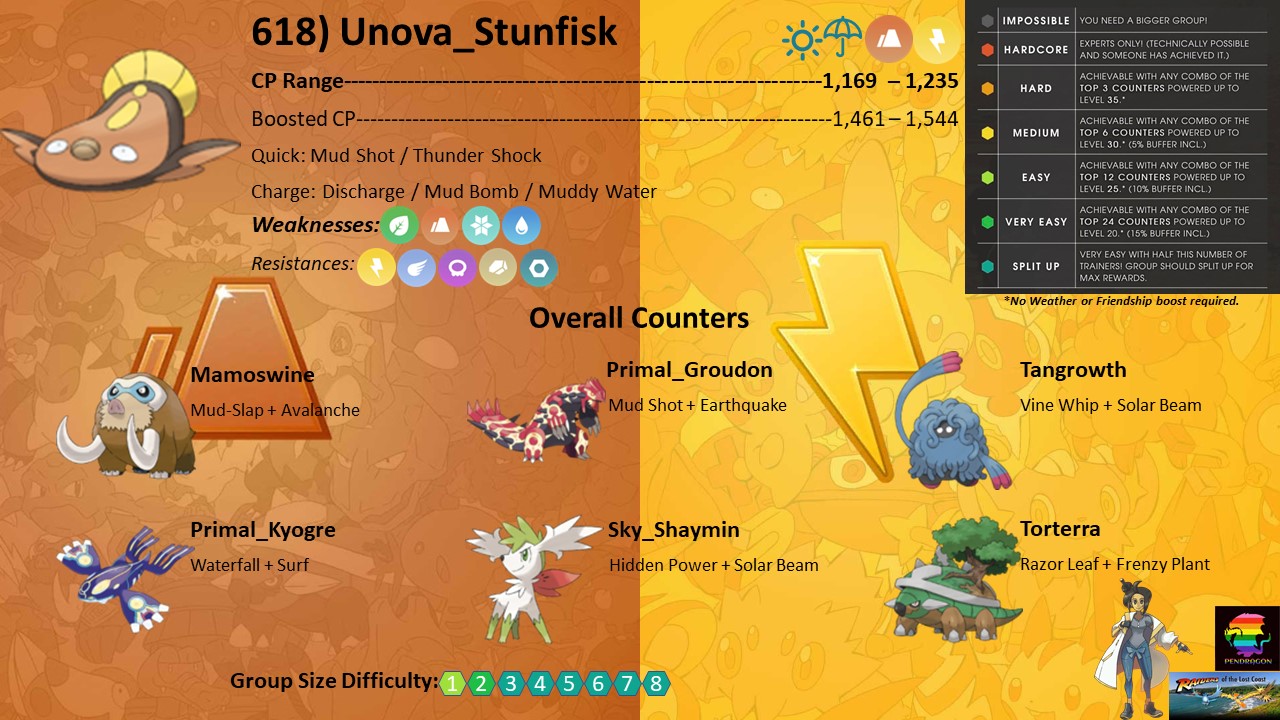 618) Unova_Stunfisk
CP Range--------------------------------------------------------------------------------1,169 – 1,235
Boosted CP--------------------------------------------------------------------------------1,461 – 1,544
Quick: Mud Shot / Thunder Shock
Charge: Discharge / Mud Bomb / Muddy Water
Weaknesses:
Resistances:
IMPOSSIBLE YOU NEED A BIGGER GROUP!
HARDCORE EXPERTS ONLY! (TECHNICALLY POSSIBLE
AND SOMEONE HAS ACHIEVED IT.)
HARD ACHIEVABLE WITH ANY COMBO OF THE
TOP 3 COUNTERS POWERED UP TO
LEVEL 35.*
MEDIUM ACHIEVABLE WITH ANY COMBO OF THE
TOP 6 COUNTERS POWERED UP TO
LEVEL 30.* (5% BUFFER INCL.)
EASY ACHIEVABLE WITH ANY COMBO OF THE
TOP 12 COUNTERS POWERED UP TO
LEVEL 25.* (10% BUFFER INCL.)
VERY EASY ACHIEVABLE WITH ANY COMBO OF THE
TOP 24 COUNTERS POWERED UP TO
LEVEL 20.* (15% BUFFER INCL.)
SPLIT UP VERY EASY WITH HALF THIS NUMBER OF
TRAINERS! GROUP SHOULD SPLIT UP FOR
MAX REWARDS.
*No Weather or Friendship boost required.
Overall Counters
Mamoswine
Mud-Slap + Avalanche
Primal_Groudon
Mud Shot + Earthquake
Tangrowth
Vine Whip + Solar Beam
Primal_Kyogre
Waterfall + Surf
Sky_Shaymin
Hidden Power + Solar Beam
Torterra
Razor Leaf + Frenzy Plant
Group Size Difficulty: 1 2 3 4 5 6 7 8
PENDRAGON
RAIDERS of the Lost Coast